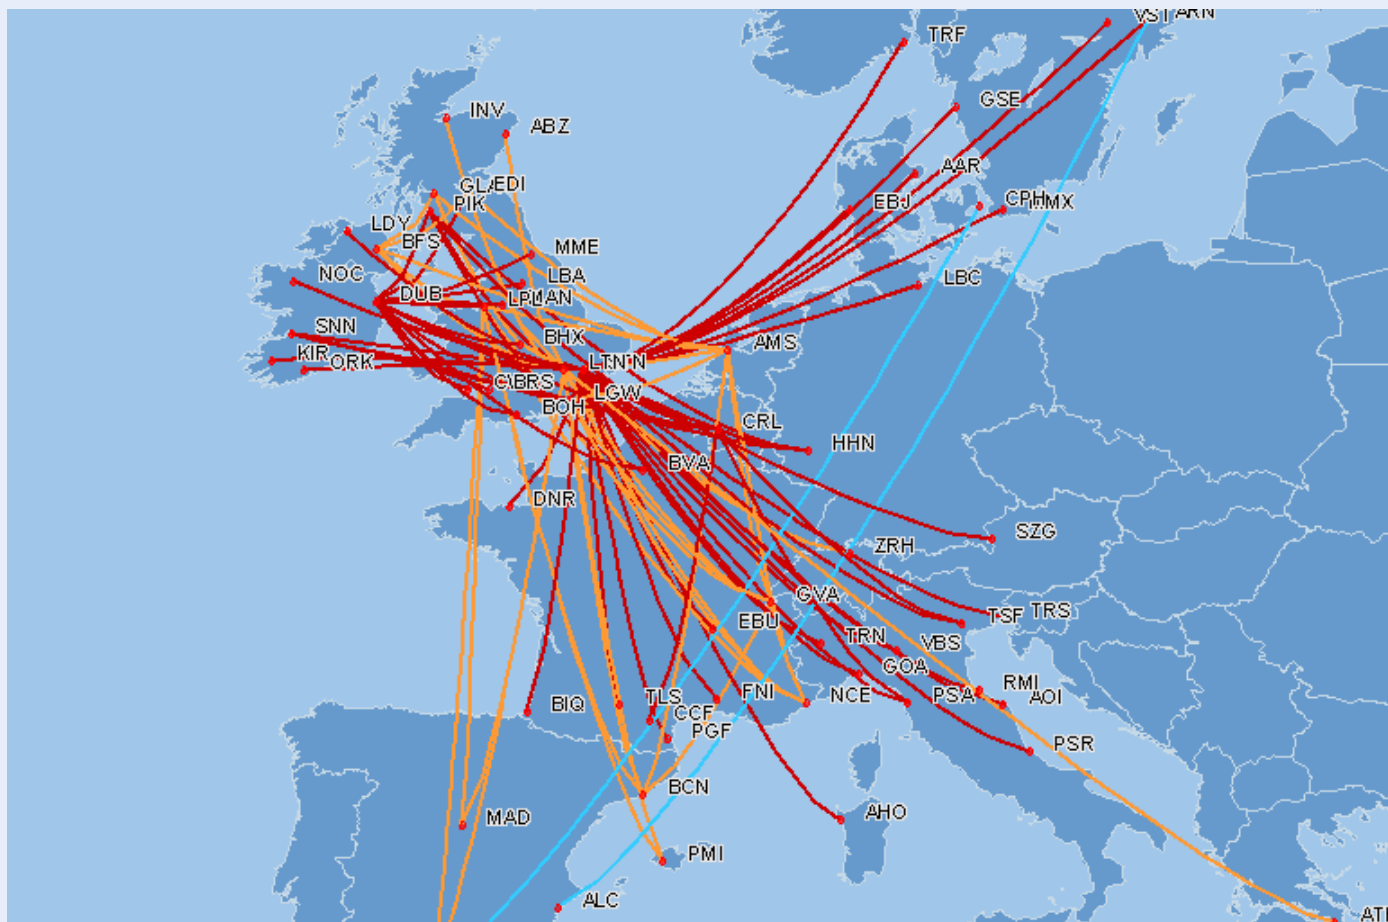 VST ARN
TRF
GSE
INV
ABZ
AAR
GLA EDI
PIK
EBJ
CPH HMX
LDY
BFS
MME
LBA
NOC
LBC
DUB
LPL MAN
SNN
BHX
AMS
KIR
ORK
LTN
BRS
LGW
BOH
CRL
HHN
BVA
DNR
SZG
ZRH
GVA
EBU
TSF TRS
TRN
VBS
GOA
RMI
TLS
FNI
NCE
PSA
AOI
BIQ
CCF
PGF
PSR
BCN
MAD
AHO
PMI
ALC